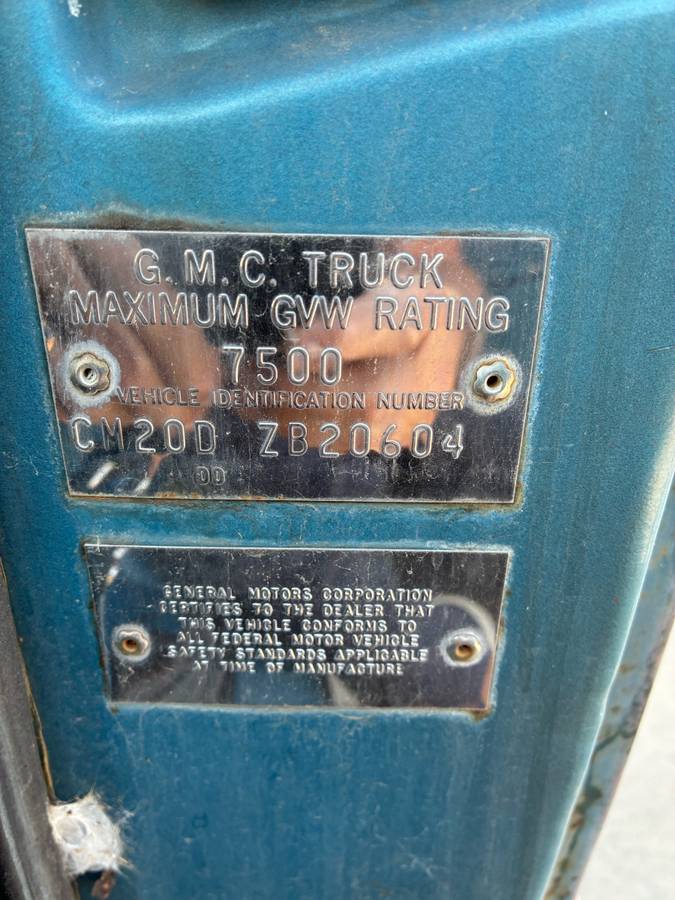 G.M.C. TRUCK
MAXIMUM GVW RATING
7500
VEHICLE IDENTIFICATION NUMBER
CM20D ZB20604
DD
GENERAL MOTORS CORPORATION
CERTIFIES TO THE DEALER THAT
THIS VEHICLE CONFORMS TO
ALL FEDERAL MOTOR VEHICLE
SAFETY STANDARDS APPLICABLE
AT TIME OF MANUFACTURE